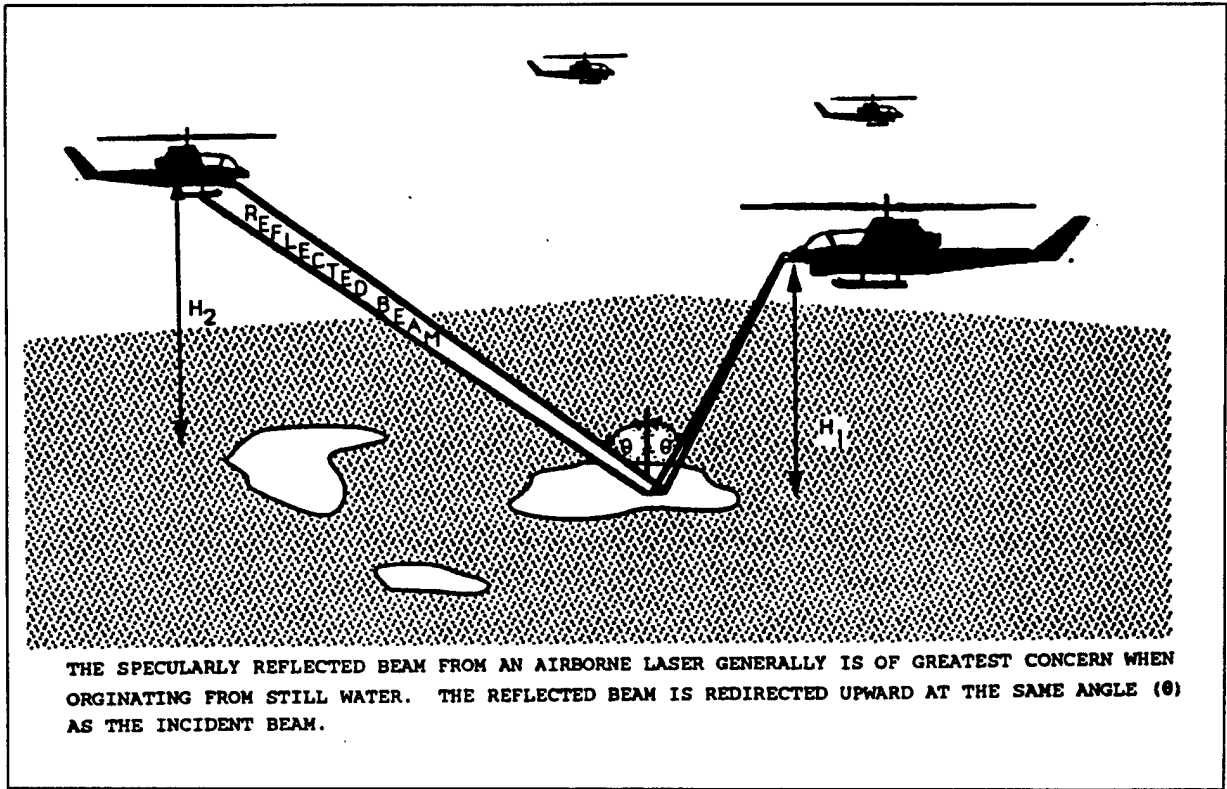 REFLECTED BEAM
H2
H1
θ θ
THE SPECULARLY REFLECTED BEAM FROM AN AIRBORNE LASER GENERALLY IS OF GREATEST CONCERN WHEN
ORGINATING FROM STILL WATER. THE REFLECTED BEAM IS REDIRECTED UPWARD AT THE SAME ANGLE (θ)
AS THE INCIDENT BEAM.